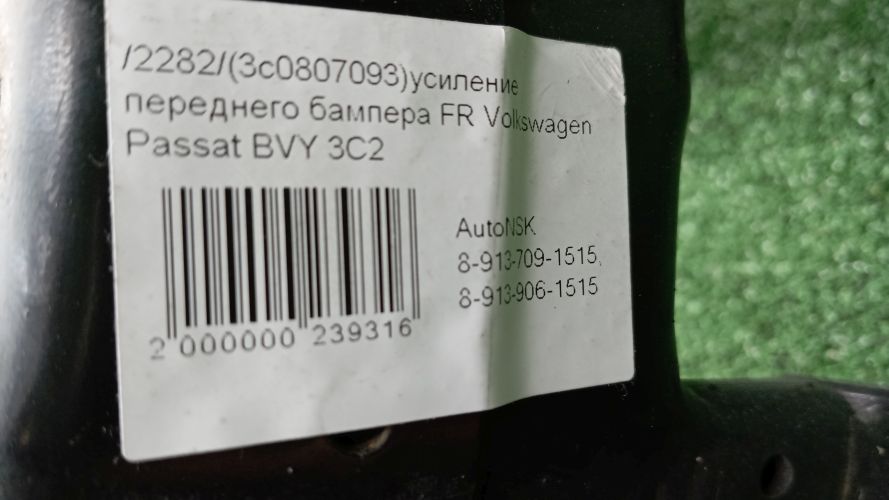 /2282/(3c0807093)усиление
переднего бампера FR Volkswagen
Passat BVY 3C2
AutoNSK
8-913-709-1515,
8-913-906-1515
2 000000 239316